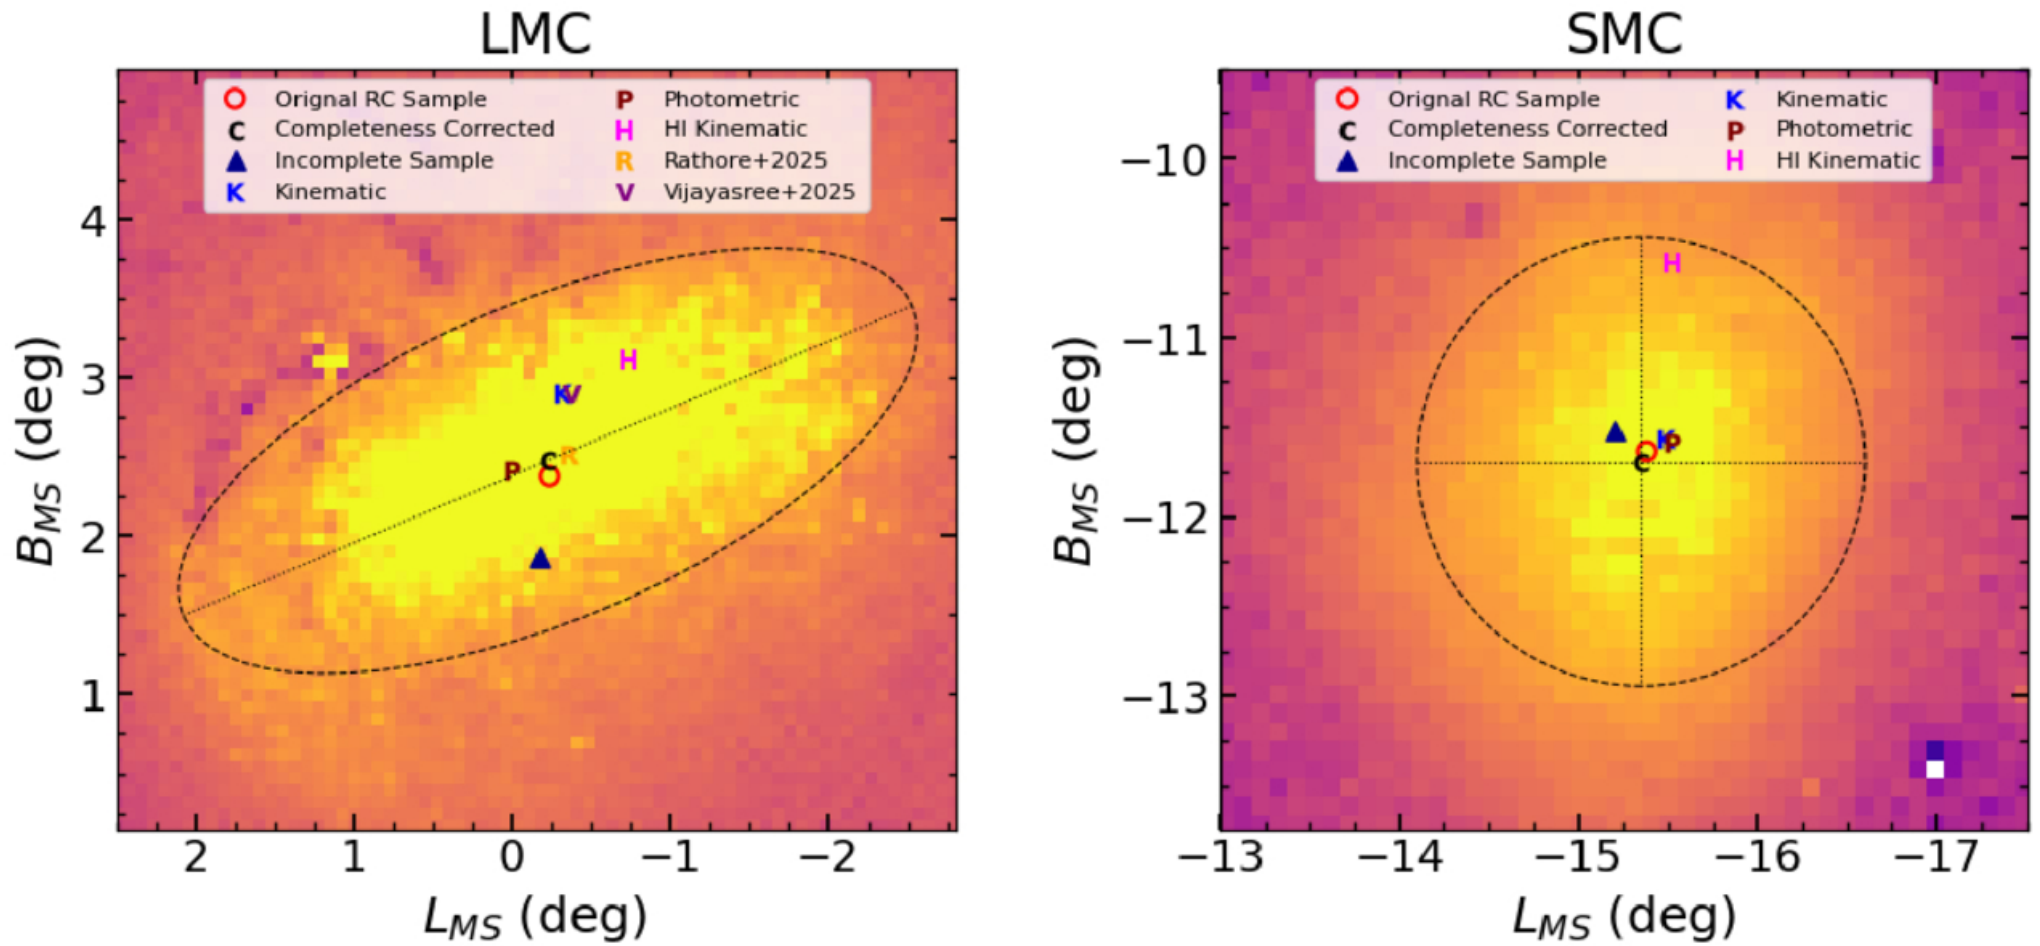 LMC
O Orignal RC Sample
C Completeness Corrected
▲ Incomplete Sample
K Kinematic
P Photometric
H HI Kinematic
R Rathore+2025
V Vijayasree+2025
H
K V
P C R
4
3
2
1
B_MS (deg)
2 1 0 −1 −2
L_MS (deg)
SMC
O Orignal RC Sample
C Completeness Corrected
▲ Incomplete Sample
K Kinematic
P Photometric
H HI Kinematic
H
K P
C
−10
−11
−12
−13
B_MS (deg)
−13 −14 −15 −16 −17
L_MS (deg)